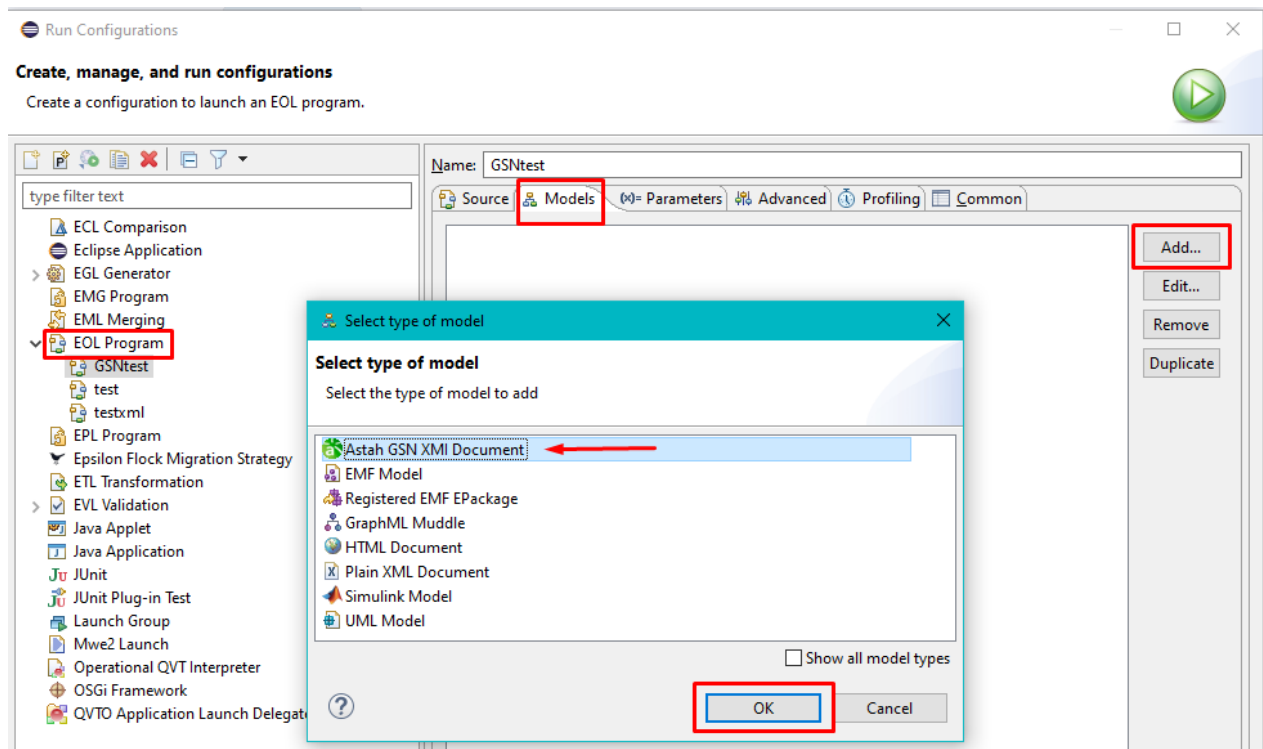 Run Configurations
Create, manage, and run configurations
Create a configuration to launch an EOL program.
type filter text
ECL Comparison
Eclipse Application
EGL Generator
EMG Program
EML Merging
EOL Program
GSNtest
test
testxml
EPL Program
Epsilon Flock Migration Strategy
ETL Transformation
EVL Validation
Java Applet
Java Application
JUnit
JUnit Plug-in Test
Launch Group
Mwe2 Launch
Operational QVT Interpreter
OSGi Framework
QVTO Application Launch Delegat
Name: GSNtest
Source Models (x)= Parameters Advanced Profiling Common
Add...
Edit...
Remove
Duplicate
Select type of model
Select type of model
Select the type of model to add
Astah GSN XMI Document
EMF Model
Registered EMF EPackage
GraphML Muddle
HTML Document
Plain XML Document
Simulink Model
UML Model
Show all model types
OK Cancel